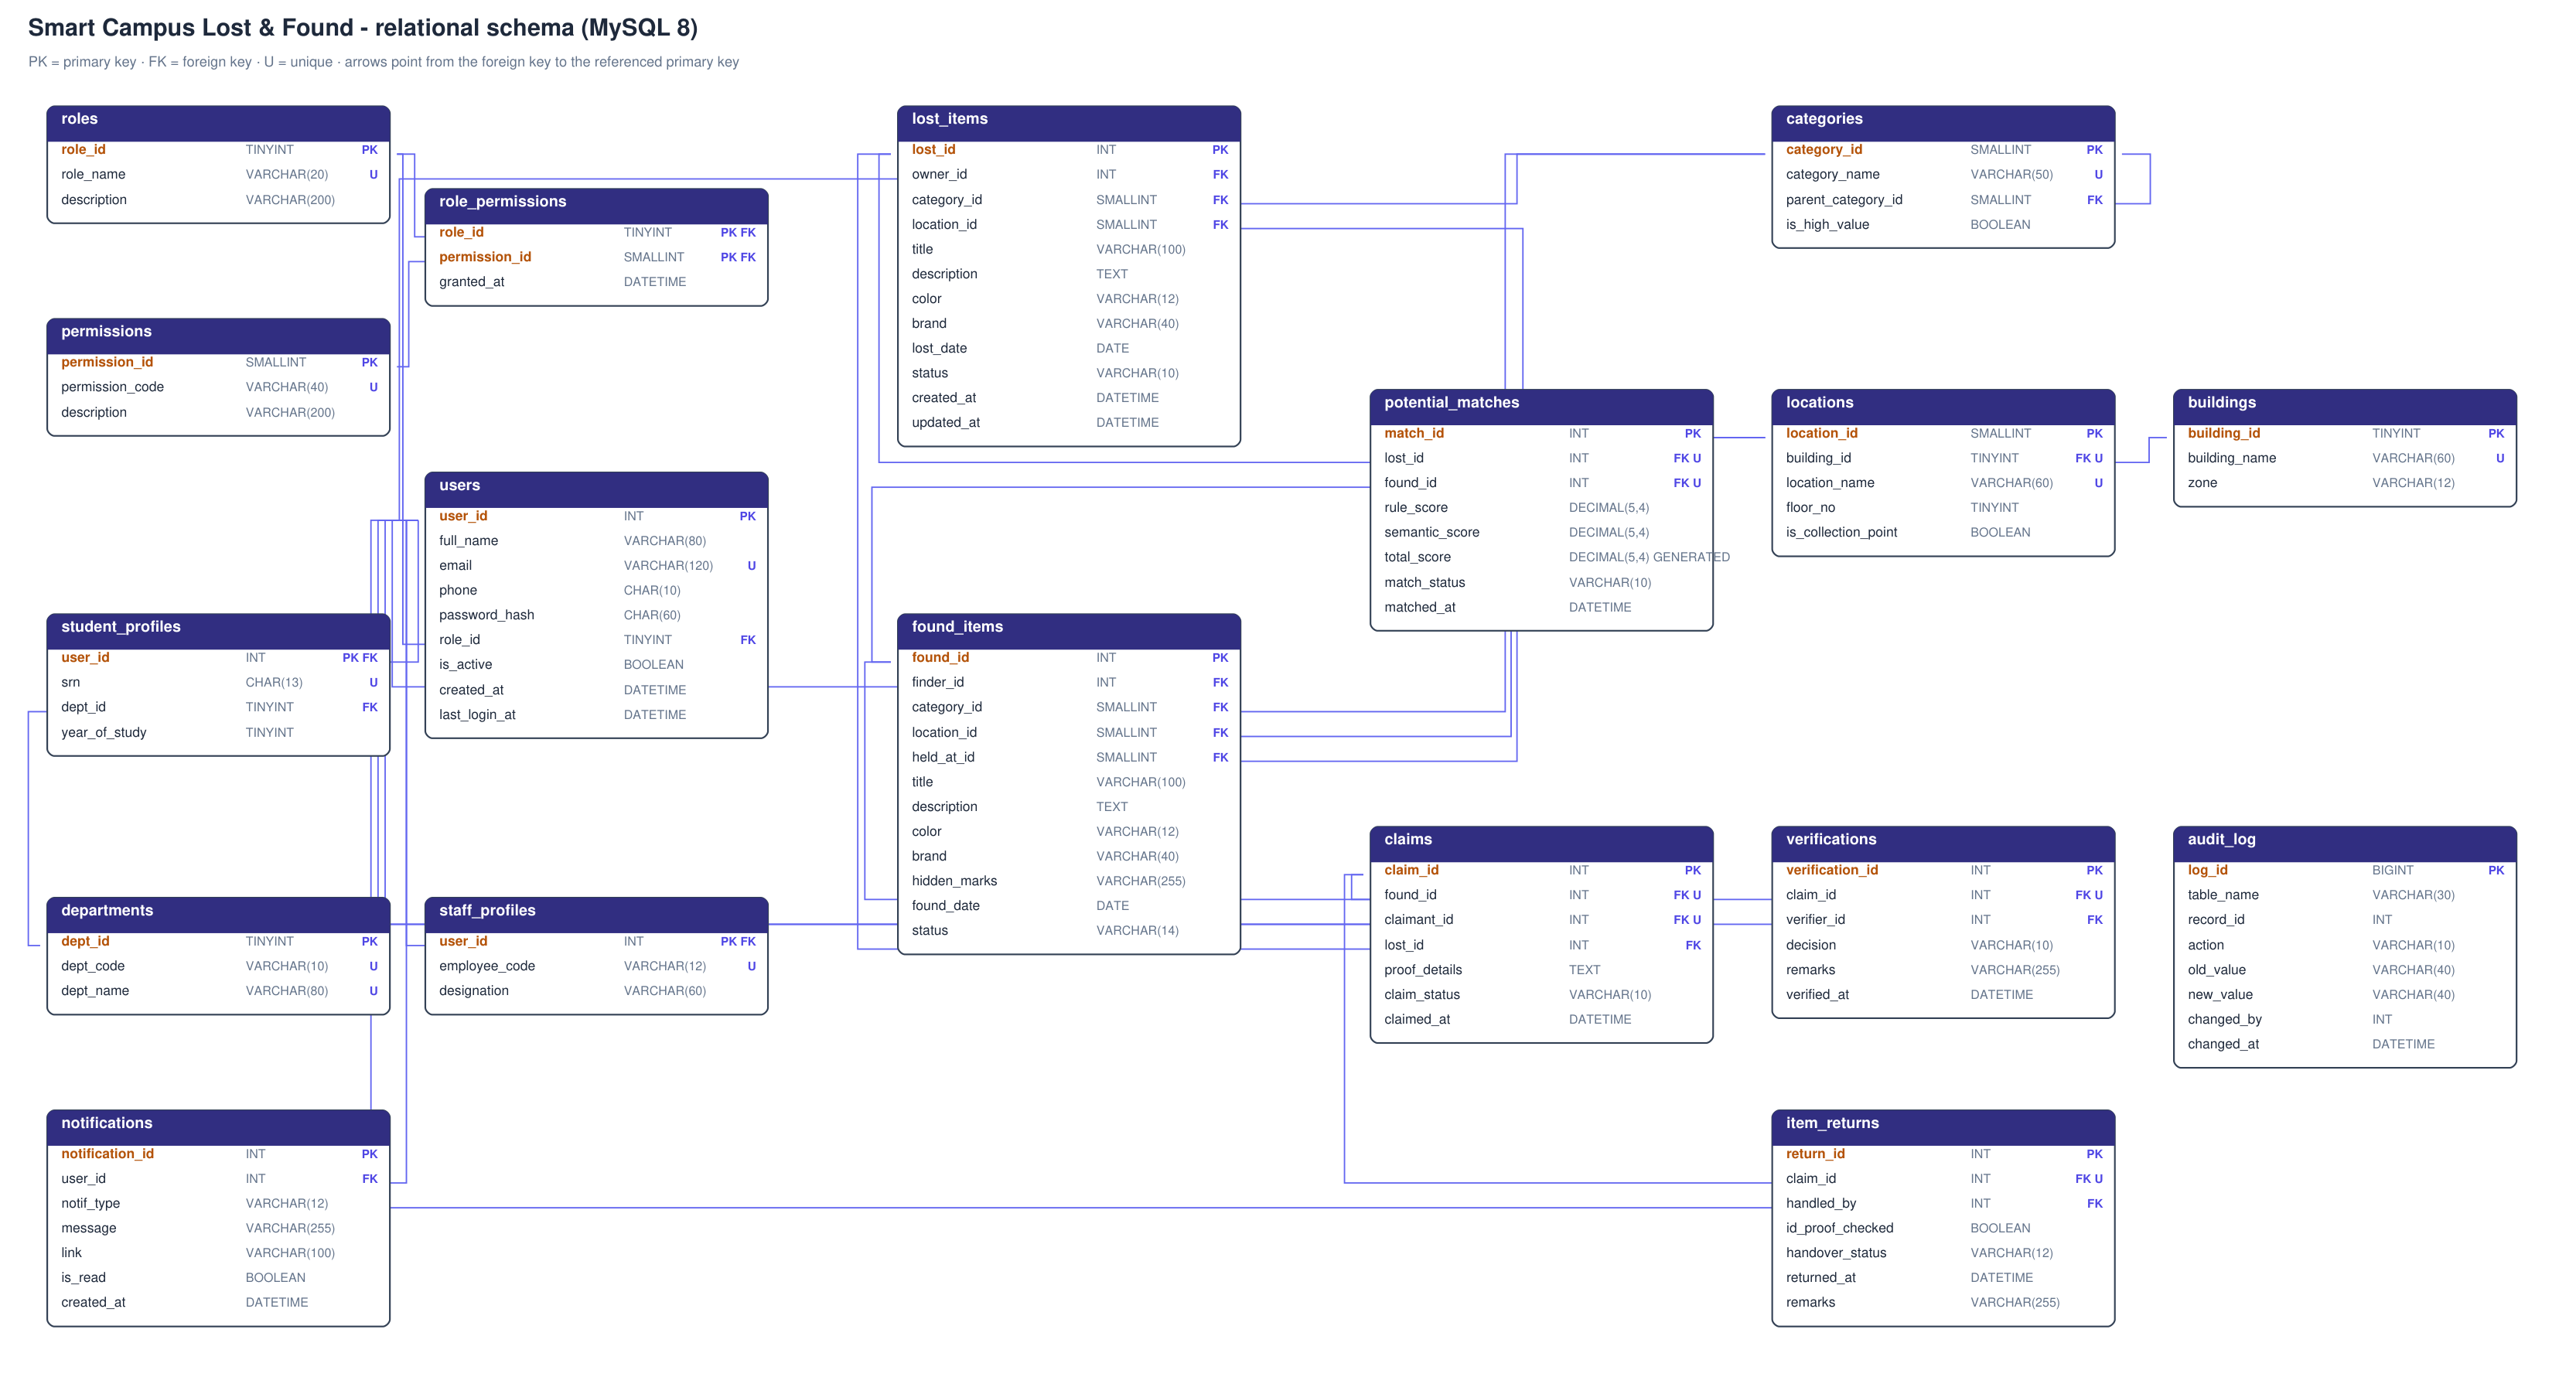 Smart Campus Lost & Found - relational schema (MySQL 8)
PK = primary key · FK = foreign key · U = unique · arrows point from the foreign key to the referenced primary key
roles
role_id TINYINT PK
role_name VARCHAR(20) U
description VARCHAR(200)
role_permissions
role_id TINYINT PK FK
permission_id SMALLINT PK FK
granted_at DATETIME
permissions
permission_id SMALLINT PK
permission_code VARCHAR(40) U
description VARCHAR(200)
users
user_id INT PK
full_name VARCHAR(80)
email VARCHAR(120) U
phone CHAR(10)
password_hash CHAR(60)
role_id TINYINT FK
is_active BOOLEAN
created_at DATETIME
last_login_at DATETIME
student_profiles
user_id INT PK FK
srn CHAR(13) U
dept_id TINYINT FK
year_of_study TINYINT
departments
dept_id TINYINT PK
dept_code VARCHAR(10) U
dept_name VARCHAR(80) U
staff_profiles
user_id INT PK FK
employee_code VARCHAR(12) U
designation VARCHAR(60)
notifications
notification_id INT PK
user_id INT FK
notif_type VARCHAR(12)
message VARCHAR(255)
link VARCHAR(100)
is_read BOOLEAN
created_at DATETIME
lost_items
lost_id INT PK
owner_id INT FK
category_id SMALLINT FK
location_id SMALLINT FK
title VARCHAR(100)
description TEXT
color VARCHAR(12)
brand VARCHAR(40)
lost_date DATE
status VARCHAR(10)
created_at DATETIME
updated_at DATETIME
found_items
found_id INT PK
finder_id INT FK
category_id SMALLINT FK
location_id SMALLINT FK
held_at_id SMALLINT FK
title VARCHAR(100)
description TEXT
color VARCHAR(12)
brand VARCHAR(40)
hidden_marks VARCHAR(255)
found_date DATE
status VARCHAR(14)
categories
category_id SMALLINT PK
category_name VARCHAR(50) U
parent_category_id SMALLINT FK
is_high_value BOOLEAN
potential_matches
match_id INT PK
lost_id INT FK U
found_id INT FK U
rule_score DECIMAL(5,4)
semantic_score DECIMAL(5,4)
total_score DECIMAL(5,4) GENERATED
match_status VARCHAR(10)
matched_at DATETIME
locations
location_id SMALLINT PK
building_id TINYINT FK U
location_name VARCHAR(60) U
floor_no TINYINT
is_collection_point BOOLEAN
buildings
building_id TINYINT PK
building_name VARCHAR(60) U
zone VARCHAR(12)
claims
claim_id INT PK
found_id INT FK U
claimant_id INT FK U
lost_id INT FK
proof_details TEXT
claim_status VARCHAR(10)
claimed_at DATETIME
verifications
verification_id INT PK
claim_id INT FK U
verifier_id INT FK
decision VARCHAR(10)
remarks VARCHAR(255)
verified_at DATETIME
audit_log
log_id BIGINT PK
table_name VARCHAR(30)
record_id INT
action VARCHAR(10)
old_value VARCHAR(40)
new_value VARCHAR(40)
changed_by INT
changed_at DATETIME
item_returns
return_id INT PK
claim_id INT FK U
handled_by INT FK
id_proof_checked BOOLEAN
handover_status VARCHAR(12)
returned_at DATETIME
remarks VARCHAR(255)